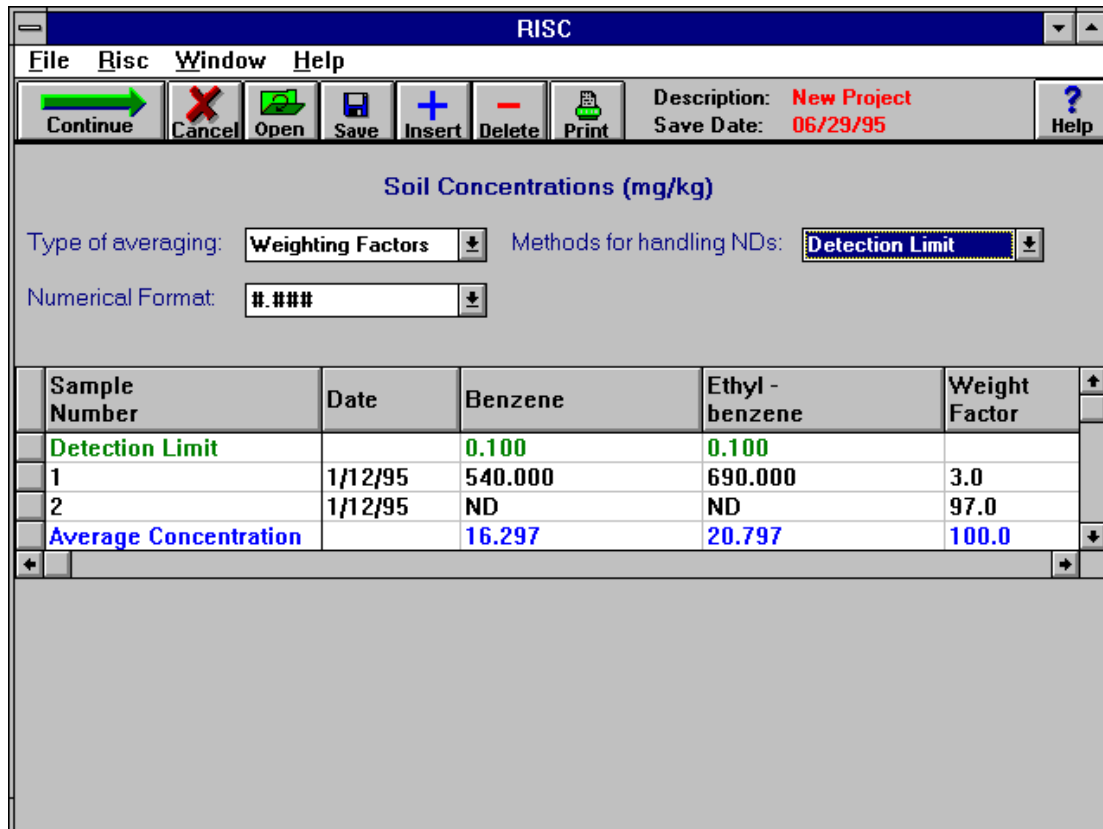 RISC
File Risc Window Help
Continue Cancel Open Save Insert Delete Print Description: New Project ? Help
Save Date: 06/29/95
Soil Concentrations (mg/kg)
Type of averaging: Weighting Factors Methods for handling NDs: Detection Limit
Numerical Format: #.###
Sample Number Date Benzene Ethyl - benzene Weight Factor
Detection Limit 0.100 0.100
1 1/12/95 540.000 690.000 3.0
2 1/12/95 ND ND 97.0
Average Concentration 16.297 20.797 100.0